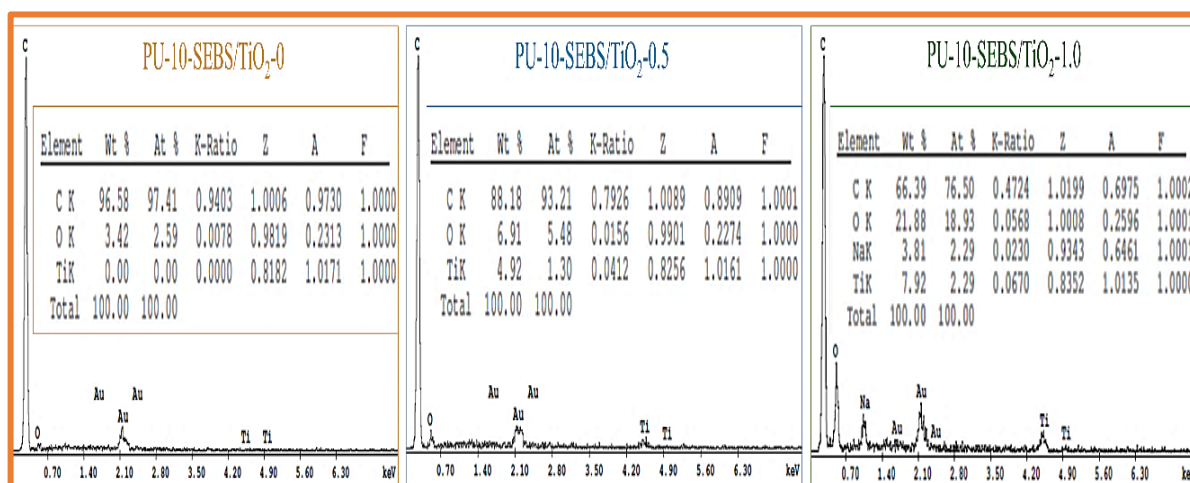 PU-10-SEBS/TiO₂-0
C
Element Wt % At % K-Ratio Z A F
C K 96.58 97.41 0.9403 1.0006 0.9730 1.0000
O K 3.42 2.59 0.0078 0.9819 0.2313 1.0000
TiK 0.00 0.00 0.0000 0.8182 1.0171 1.0000
Total 100.00 100.00
Au Au
Au
O Ti Ti
0.70 1.40 2.10 2.80 3.50 4.20 4.90 5.60 6.30 keV
PU-10-SEBS/TiO₂-0.5
C
Element Wt % At % K-Ratio Z A F
C K 88.18 93.21 0.7926 1.0089 0.8909 1.0001
O K 6.91 5.48 0.0156 0.9901 0.2274 1.0000
TiK 4.92 1.30 0.0412 0.8256 1.0161 1.0000
Total 100.00 100.00
Au Au
Au
O Ti Ti
0.70 1.40 2.10 2.80 3.50 4.20 4.90 5.60 6.30 keV
PU-10-SEBS/TiO₂-1.0
C
Element Wt % At % K-Ratio Z A F
C K 66.39 76.50 0.4724 1.0199 0.6975 1.0002
O K 21.88 18.93 0.0568 1.0008 0.2596 1.0001
NaK 3.81 2.29 0.0230 0.9343 0.6461 1.0001
TiK 7.92 2.29 0.0670 0.8352 1.0135 1.0000
Total 100.00 100.00
O
Na Au
Ti
Au Au Ti
0.70 1.40 2.10 2.80 3.50 4.20 4.90 5.60 6.30 keV